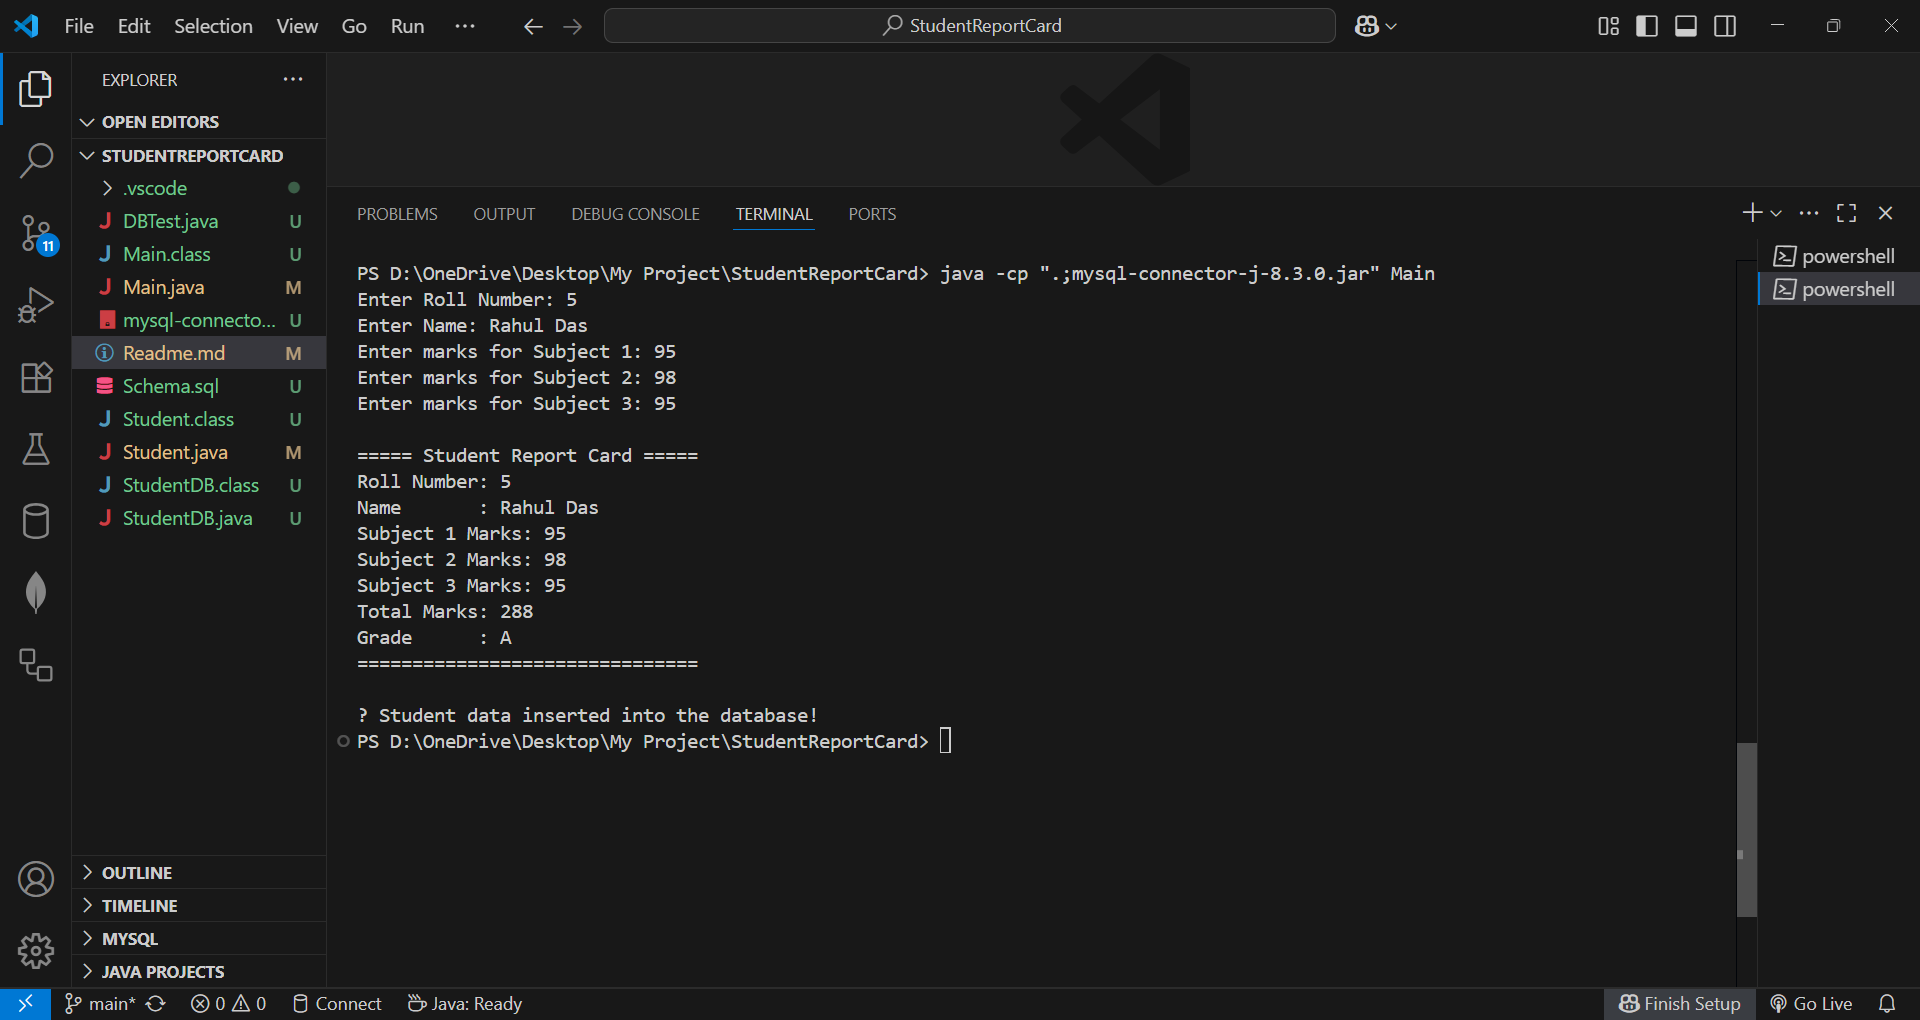 File Edit Selection View Go Run ... StudentReportCard
EXPLORER ...
OPEN EDITORS
STUDENTREPORTCARD
.vscode
DBTest.java U
Main.class U
Main.java M
mysql-connecto... U
Readme.md M
Schema.sql U
Student.class U
Student.java M
StudentDB.class U
StudentDB.java U
11
OUTLINE
TIMELINE
MYSQL
JAVA PROJECTS
PROBLEMS OUTPUT DEBUG CONSOLE TERMINAL PORTS
PS D:\OneDrive\Desktop\My Project\StudentReportCard> java -cp ".;mysql-connector-j-8.3.0.jar" Main
Enter Roll Number: 5
Enter Name: Rahul Das
Enter marks for Subject 1: 95
Enter marks for Subject 2: 98
Enter marks for Subject 3: 95
===== Student Report Card =====
Roll Number: 5
Name       : Rahul Das
Subject 1 Marks: 95
Subject 2 Marks: 98
Subject 3 Marks: 95
Total Marks: 288
Grade      : A
===============================
? Student data inserted into the database!
PS D:\OneDrive\Desktop\My Project\StudentReportCard>
powershell
powershell
main* 0 0 Connect Java: Ready Finish Setup Go Live